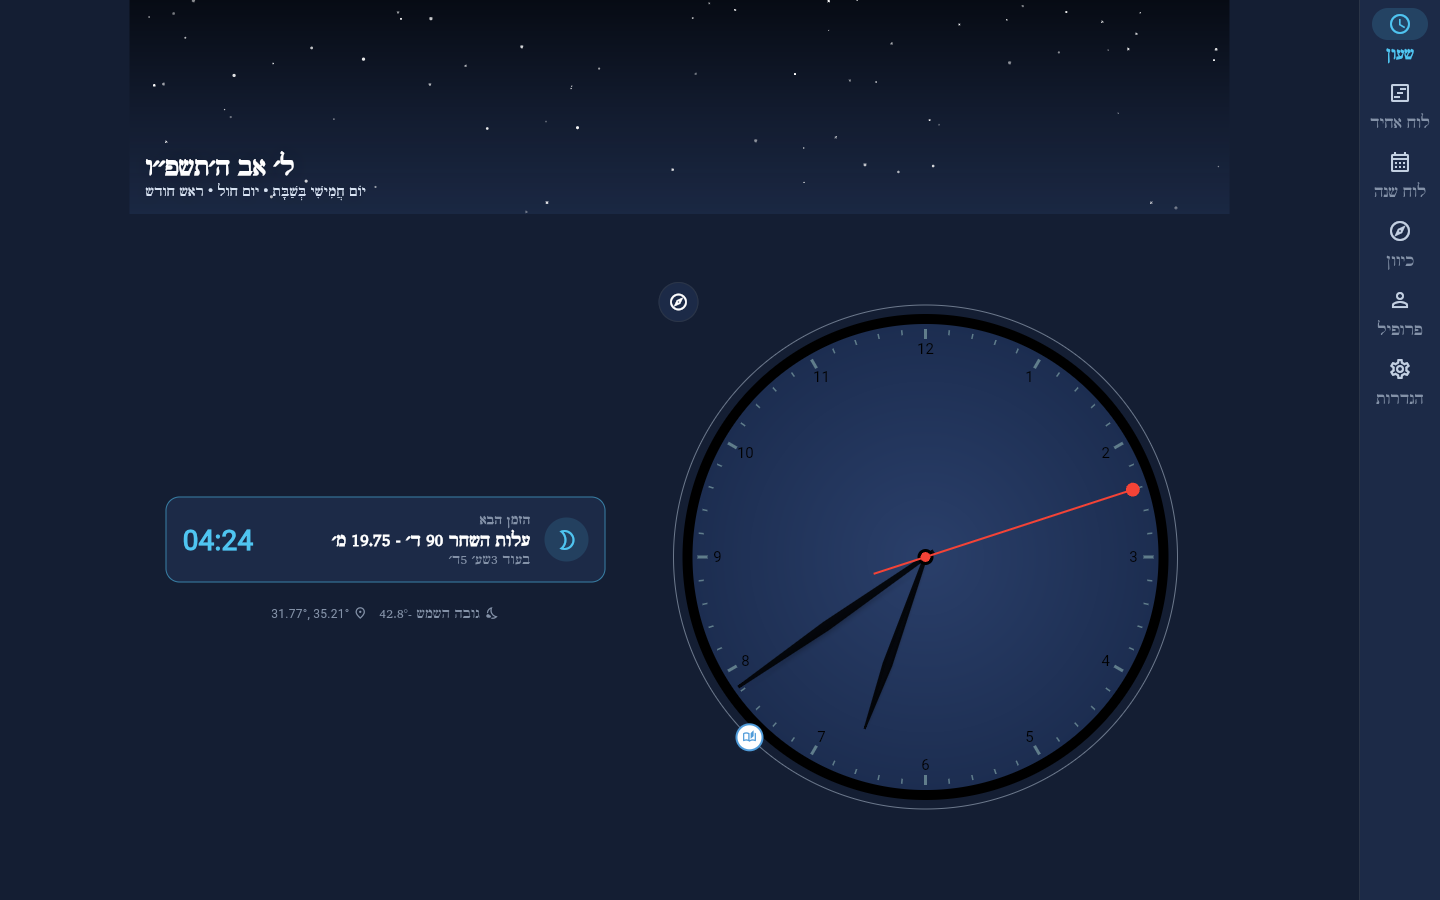 שעון
לוח אחיד
לוח שנה
כיוון
פרופיל
הגדרות
ל׳ אב ה׳תשפ״ו
יוֹם חֲמִישִׁי בְּשַׁבָּת • יום חול • ראש חודש
הזמן הבא
עלות השחר 90 ד׳ - 19.75 מ׳
בעוד 3שע׳ 5ד׳
04:24
גובה השמש -42.8°
31.77°, 35.21°
12
1
2
3
4
5
6
7
8
9
10
11